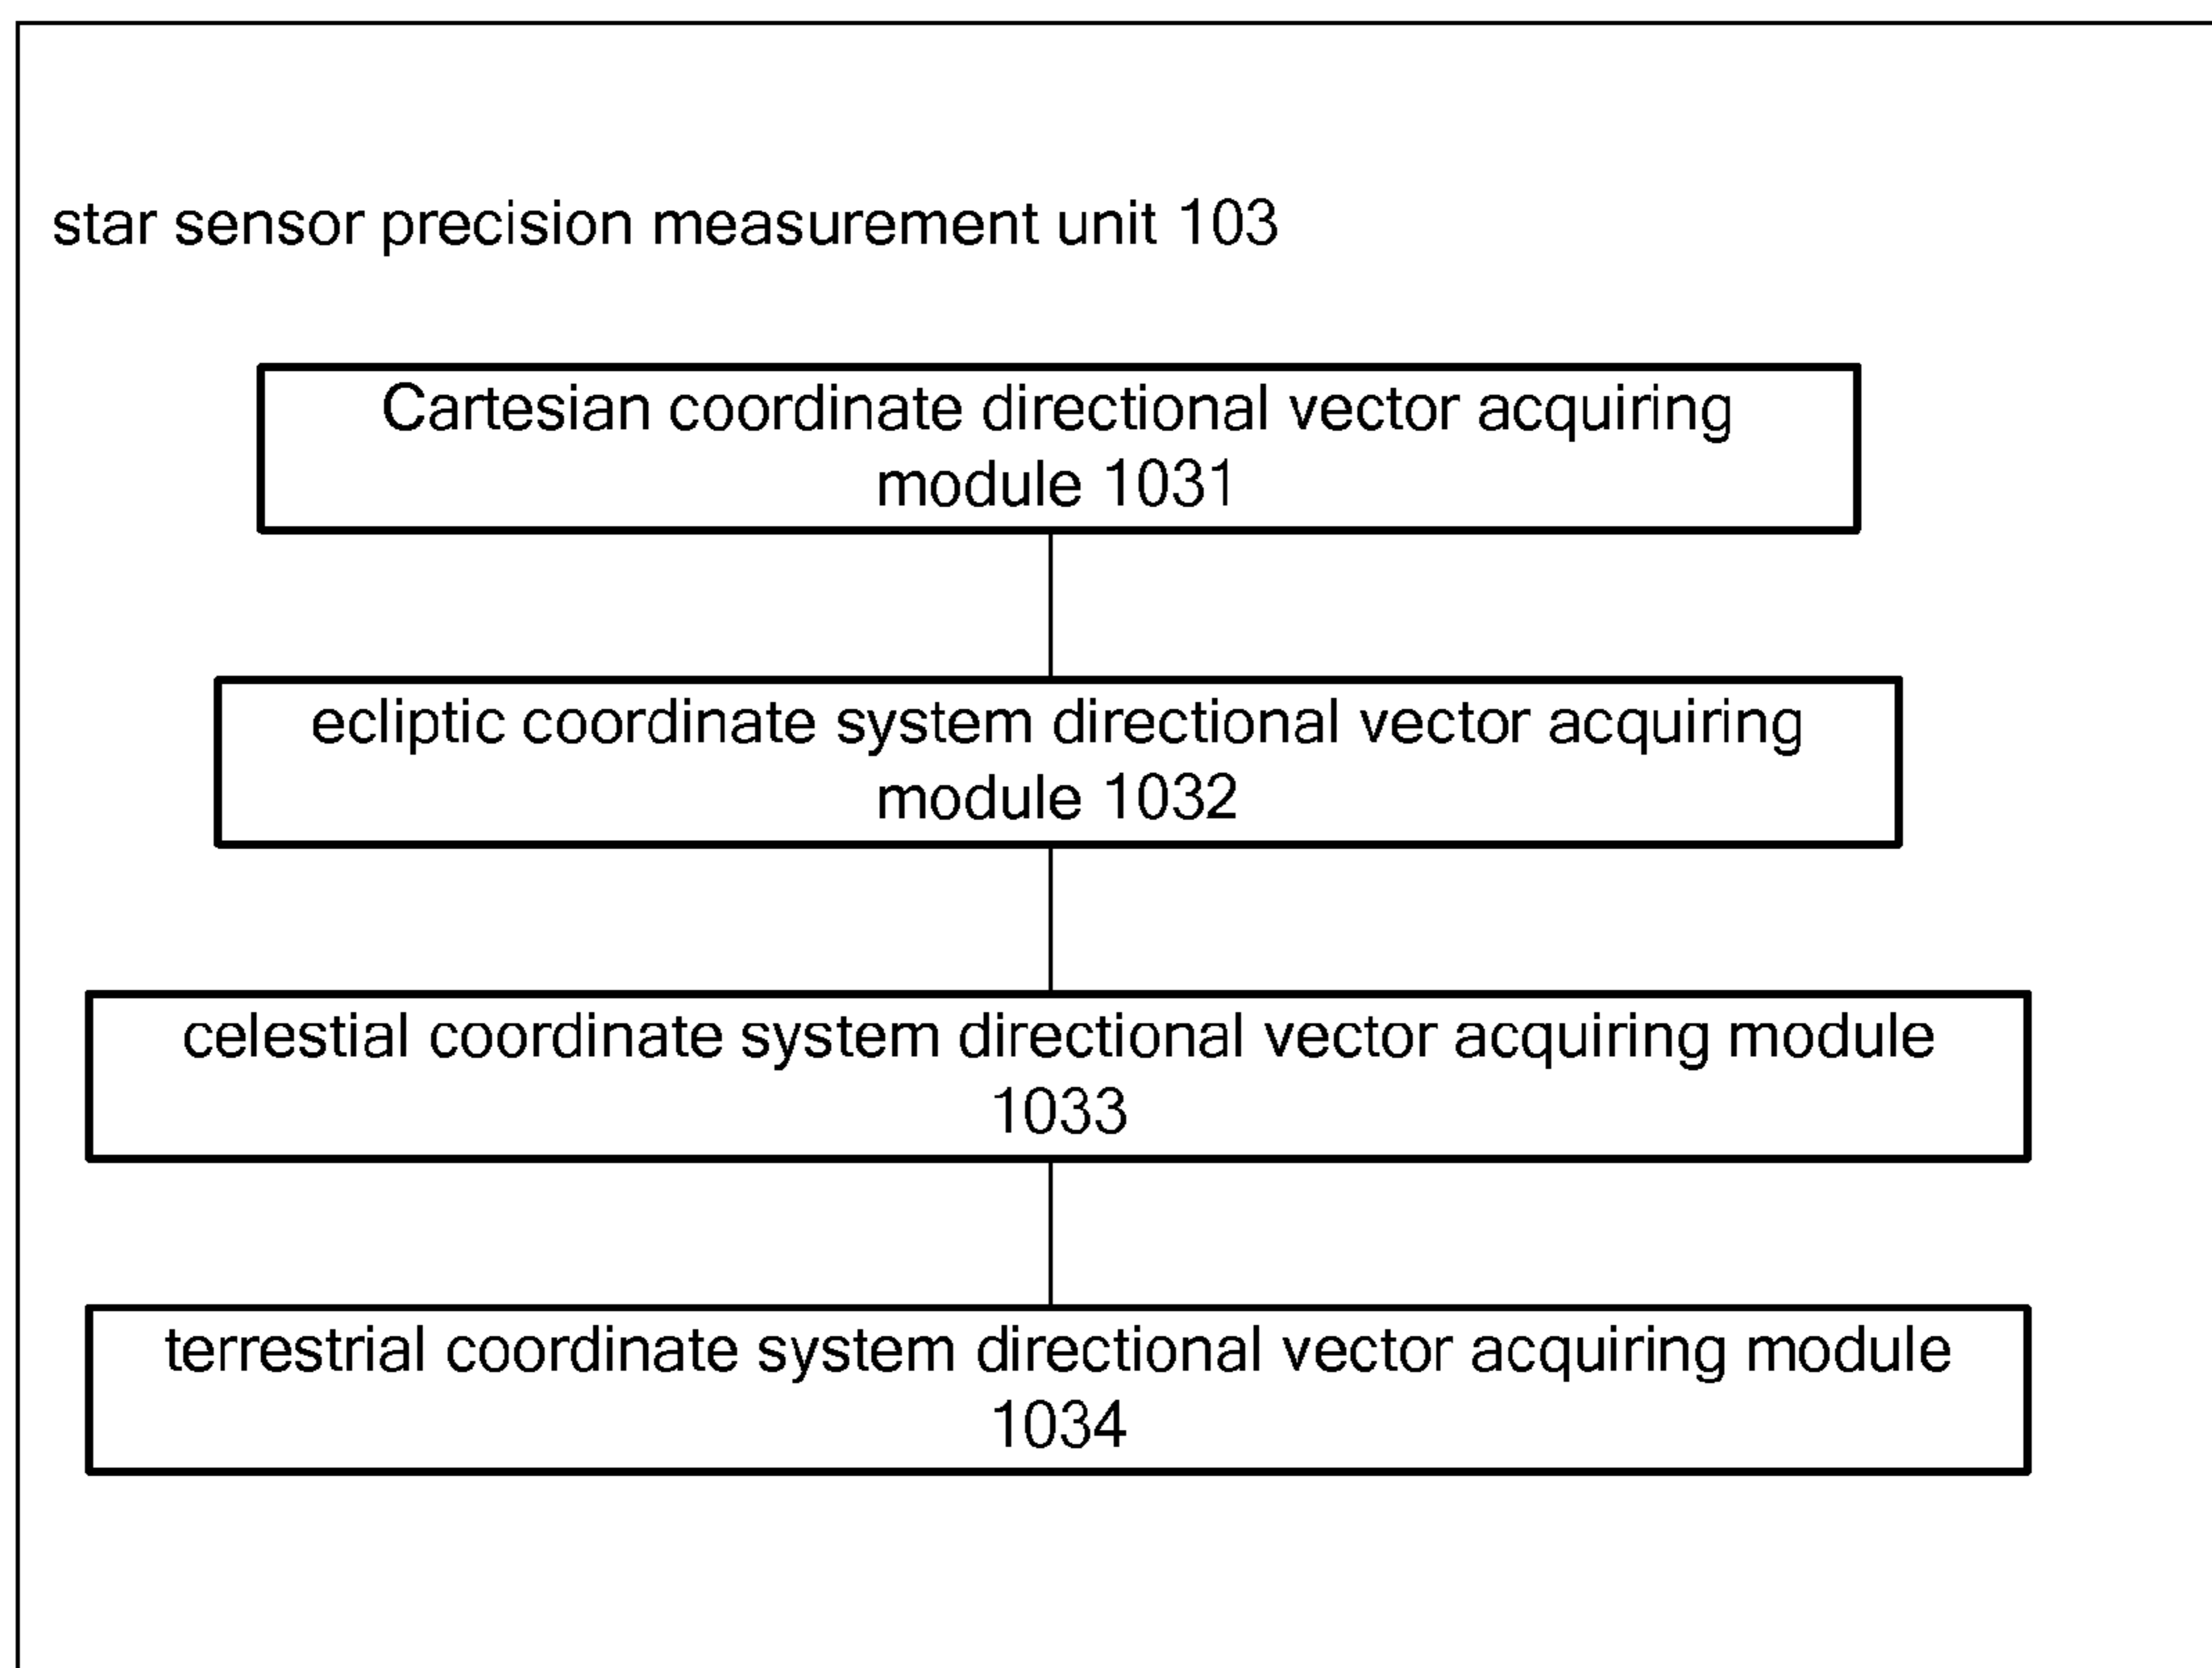 star sensor precision measurement unit 103
Cartesian coordinate directional vector acquiring
module 1031
ecliptic coordinate system directional vector acquiring
module 1032
celestial coordinate system directional vector acquiring module
1033
terrestrial coordinate system directional vector acquiring module
1034